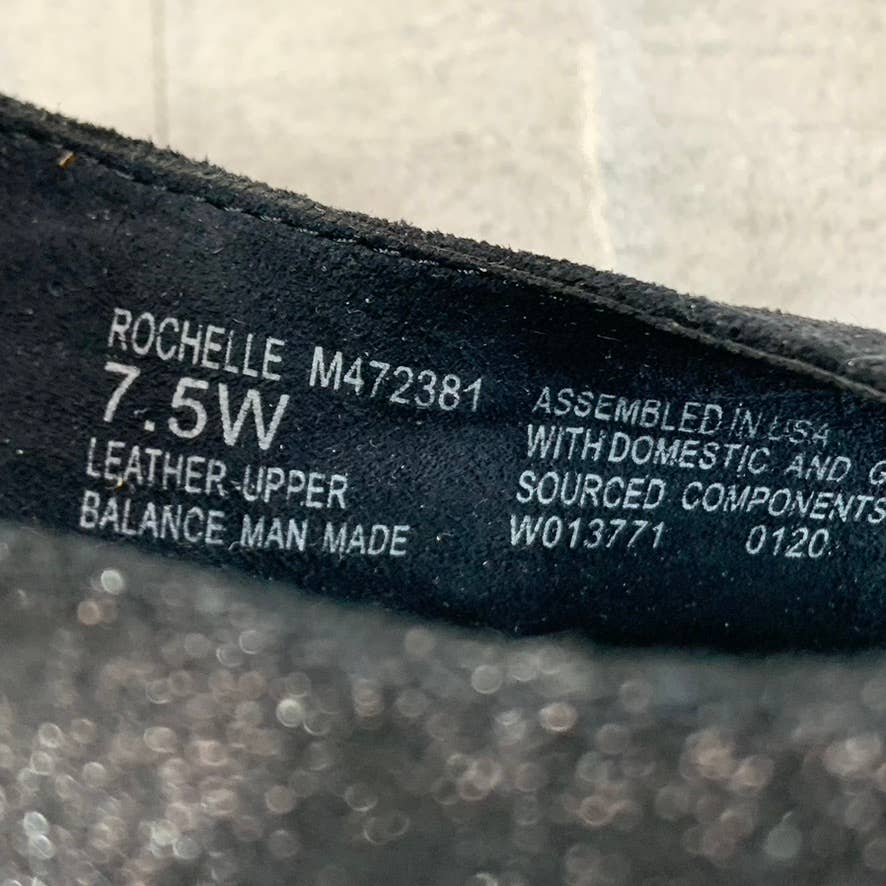 ROCHELLE M472381
7.5W
LEATHER UPPER
BALANCE MAN MADE
ASSEMBLED IN USA
WITH DOMESTIC AND
SOURCED COMPONENTS
W013771 0120